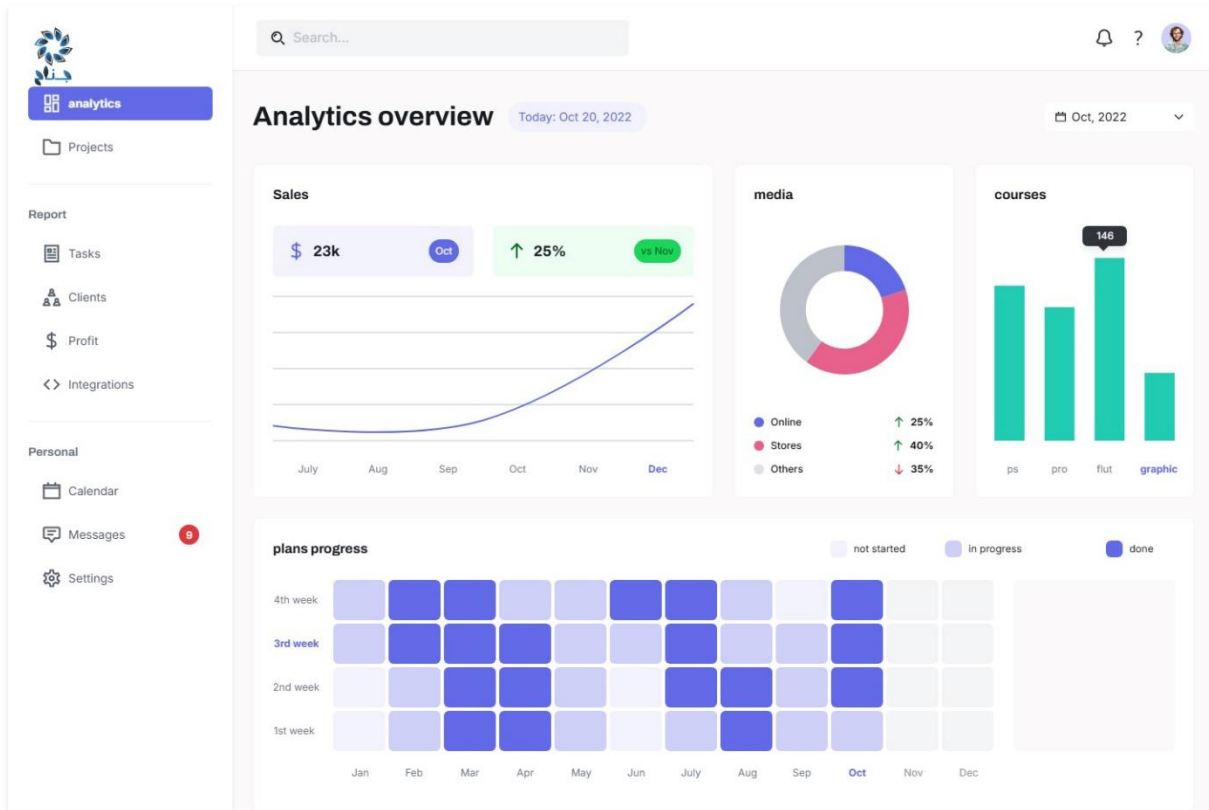 جناح
analytics
Projects
Report
Tasks
Clients
$ Profit
Integrations
Personal
Calendar
Messages 9
Settings
Search...
?
Analytics overview
Today: Oct 20, 2022
Oct, 2022
Sales
$ 23k Oct
↑ 25% vs Nov
July Aug Sep Oct Nov Dec
media
Online ↑ 25%
Stores ↑ 40%
Others ↓ 35%
courses
146
ps pro flut graphic
plans progress
not started in progress done
4th week
3rd week
2nd week
1st week
Jan Feb Mar Apr May Jun July Aug Sep Oct Nov Dec